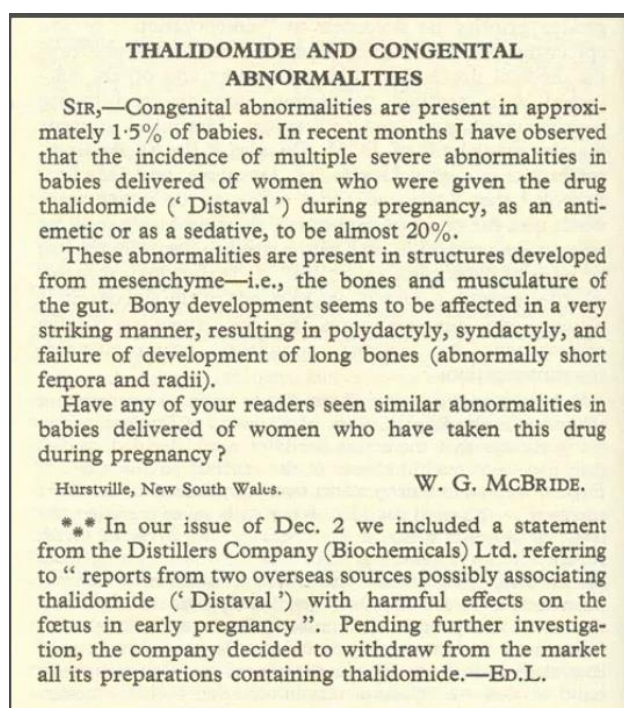 THALIDOMIDE AND CONGENITAL
ABNORMALITIES
SIR,—Congenital abnormalities are present in approxi-
mately 1·5% of babies. In recent months I have observed
that the incidence of multiple severe abnormalities in
babies delivered of women who were given the drug
thalidomide (‘ Distaval ’) during pregnancy, as an anti-
emetic or as a sedative, to be almost 20%.
These abnormalities are present in structures developed
from mesenchyme—i.e., the bones and musculature of
the gut. Bony development seems to be affected in a very
striking manner, resulting in polydactyly, syndactyly, and
failure of development of long bones (abnormally short
femora and radii).
Have any of your readers seen similar abnormalities in
babies delivered of women who have taken this drug
during pregnancy ?
Hurstville, New South Wales. W. G. MCBRIDE.
*** In our issue of Dec. 2 we included a statement
from the Distillers Company (Biochemicals) Ltd. referring
to “ reports from two overseas sources possibly associating
thalidomide (‘ Distaval ’) with harmful effects on the
fœtus in early pregnancy ”. Pending further investiga-
tion, the company decided to withdraw from the market
all its preparations containing thalidomide.—ED.L.